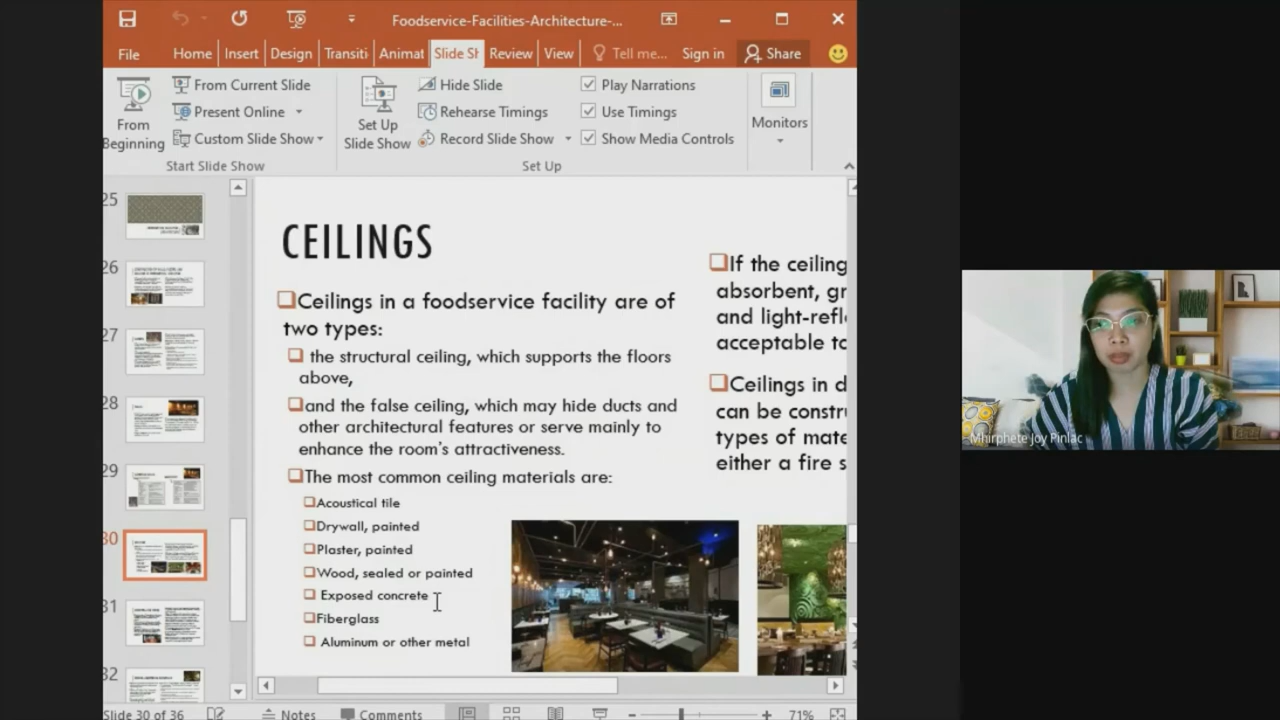 Foodservice-Facilities-Architecture-...
File
Home
Insert
Design
Transiti
Animat
Slide Sh
Review
View
Tell me...
Sign in
Share
From Beginning
From Current Slide
Present Online
Custom Slide Show
Start Slide Show
Set Up
Slide Show
Hide Slide
Rehearse Timings
Record Slide Show
Play Narrations
Use Timings
Show Media Controls
Set Up
Monitors
25
26
27
28
29
30
31
32
CEILINGS
Ceilings in a foodservice facility are of
two types:
the structural ceiling, which supports the floors
above,
and the false ceiling, which may hide ducts and
other architectural features or serve mainly to
enhance the room's attractiveness.
The most common ceiling materials are:
Acoustical tile
Drywall, painted
Plaster, painted
Wood, sealed or painted
Exposed concrete
Fiberglass
Aluminum or other metal
If the ceiling
absorbent, gr
and light-refl
acceptable to
Ceilings in d
can be constr
types of mate
either a fire s
Slide 30 of 36
Notes
Comments
71%
Mhirphete Joy Pinlac